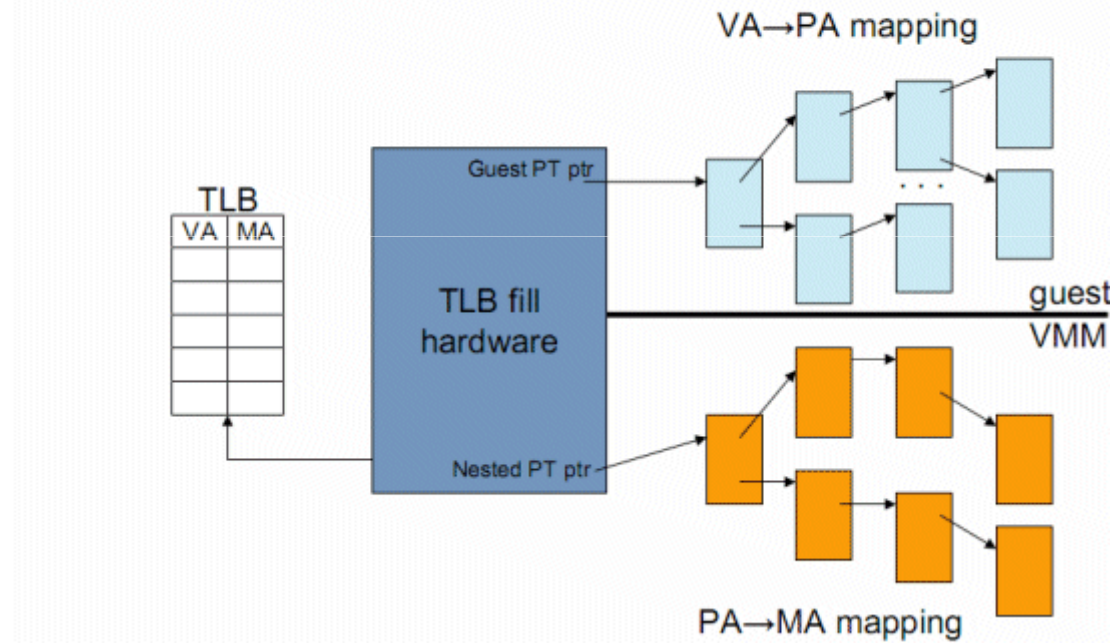 VA→PA mapping
Guest PT ptr
TLB
VA MA
TLB fill
hardware
guest
VMM
Nested PT ptr
PA→MA mapping
. . .